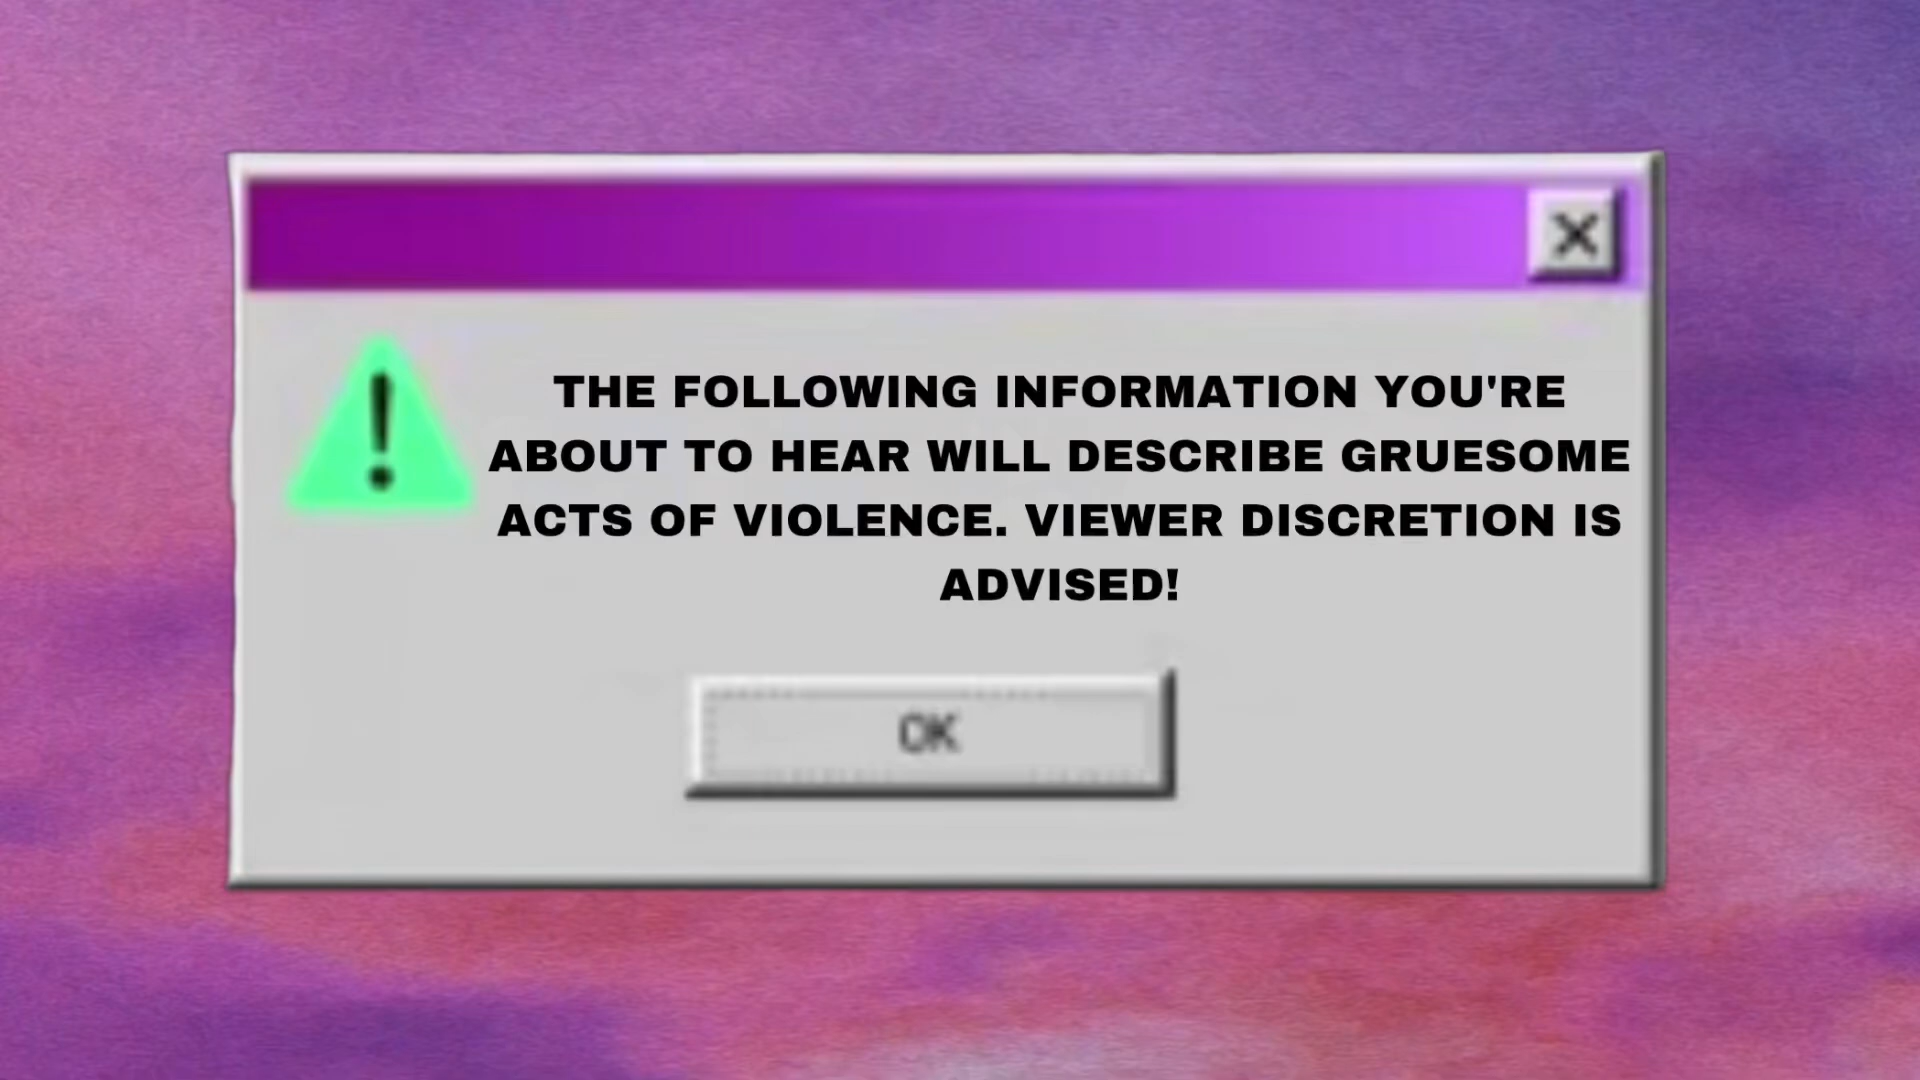 THE FOLLOWING INFORMATION YOU'RE
ABOUT TO HEAR WILL DESCRIBE GRUESOME
ACTS OF VIOLENCE. VIEWER DISCRETION IS
ADVISED!
OK